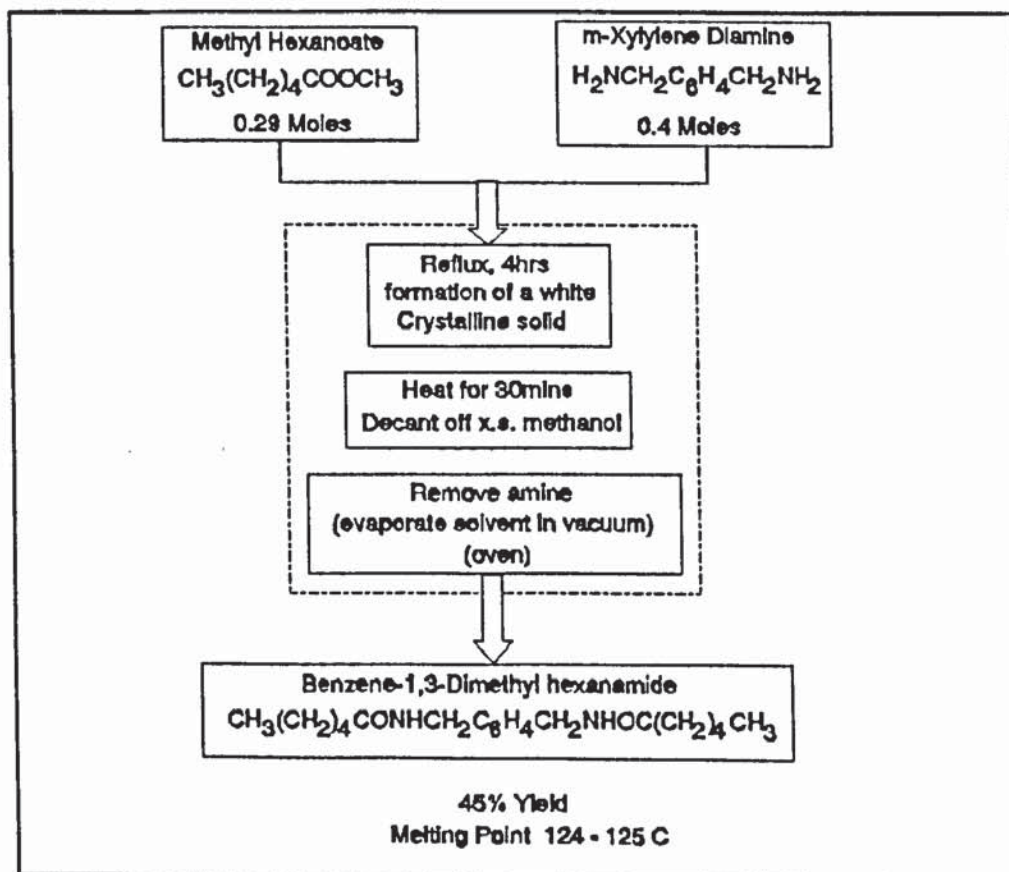 Methyl Hexanoate
CH3(CH2)4COOCH3
0.29 Moles
m-Xylylene Diamine
H2NCH2C6H4CH2NH2
0.4 Moles
Reflux, 4hrs
formation of a white
Crystalline solid
Heat for 30mins
Decant off x.s. methanol
Remove amine
(evaporate solvent in vacuum)
(oven)
Benzene-1,3-Dimethyl hexanamide
CH3(CH2)4CONHCH2C6H4CH2NHOC(CH2)4CH3
45% Yield
Melting Point 124 - 125 C